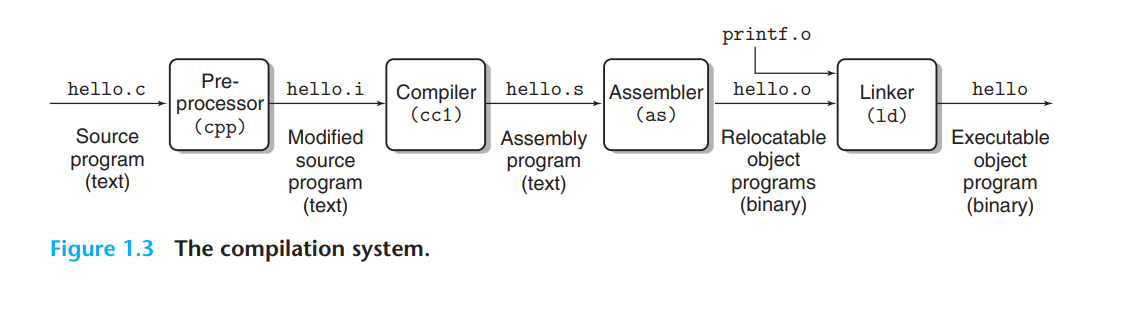 printf.o
hello.c
Pre-
processor
(cpp)
hello.i
Compiler
(cc1)
hello.s
Assembler
(as)
hello.o
Linker
(ld)
hello
Source
program
(text)
Modified
source
program
(text)
Assembly
program
(text)
Relocatable
object
programs
(binary)
Executable
object
program
(binary)
Figure 1.3 The compilation system.